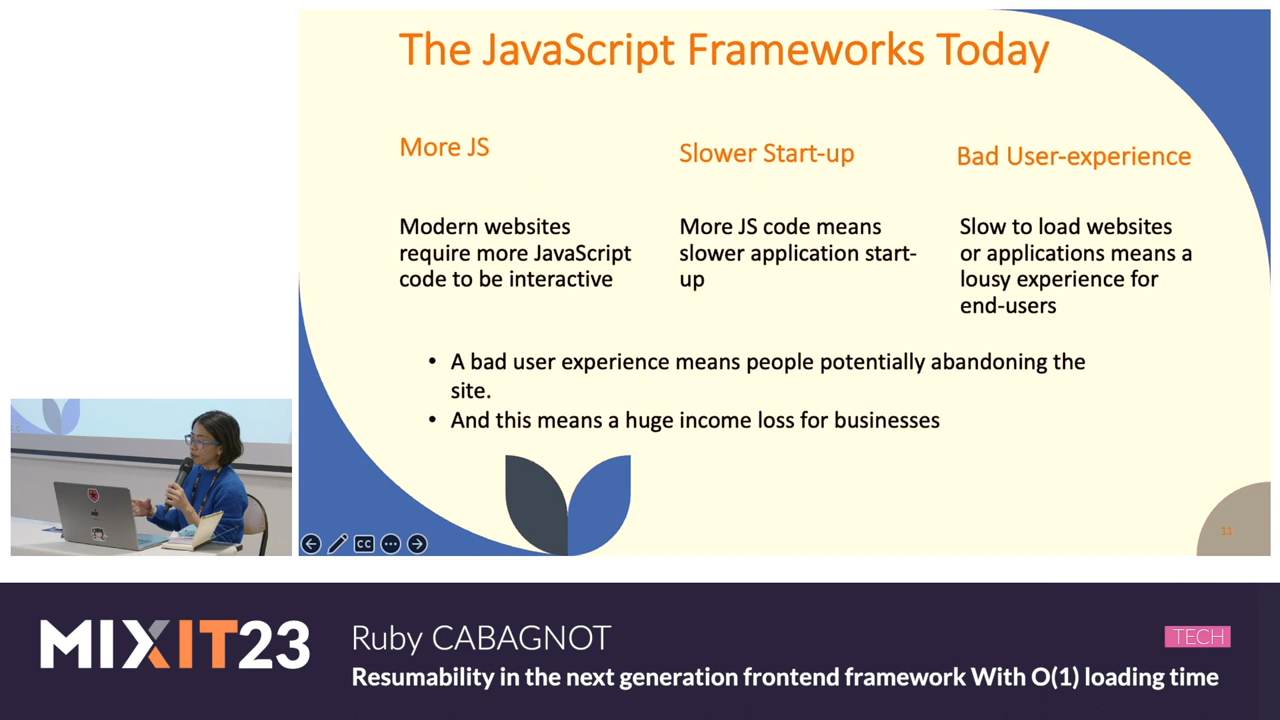 The JavaScript Frameworks Today
More JS
Slower Start-up
Bad User-experience
Modern websites
require more JavaScript
code to be interactive
More JS code means
slower application start-
up
Slow to load websites
or applications means a
lousy experience for
end-users
• A bad user experience means people potentially abandoning the
site.
• And this means a huge income loss for businesses
CC
11
MIXIT23
Ruby CABAGNOT
TECH
Resumability in the next generation frontend framework With O(1) loading time